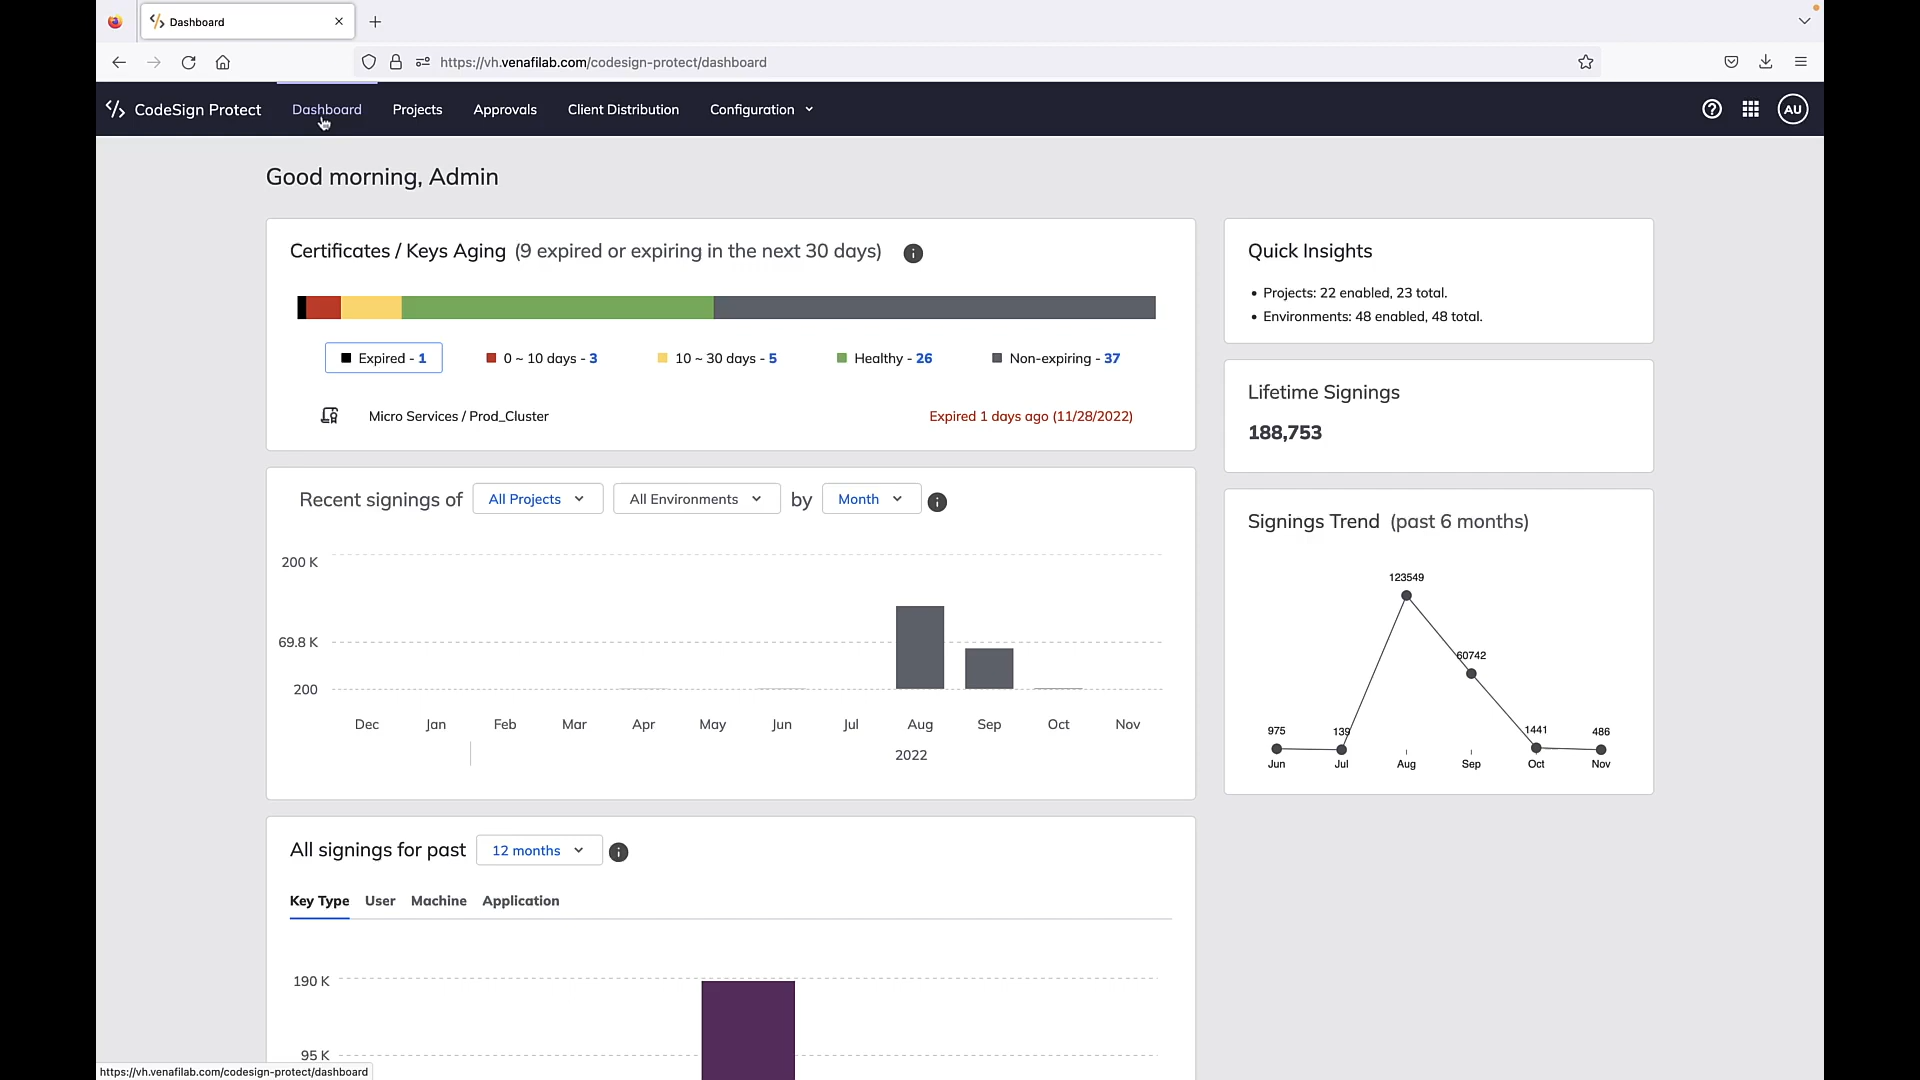 Dashboard
https://vh.venafilab.com/codesign-protect/dashboard
CodeSign Protect
Dashboard
Projects
Approvals
Client Distribution
Configuration
AU
Good morning, Admin
Certificates / Keys Aging (9 expired or expiring in the next 30 days)
Expired - 1
0 ~ 10 days - 3
10 ~ 30 days - 5
Healthy - 26
Non-expiring - 37
Micro Services / Prod_Cluster
Expired 1 days ago (11/28/2022)
Quick Insights
• Projects: 22 enabled, 23 total.
• Environments: 48 enabled, 48 total.
Lifetime Signings
188,753
Recent signings of All Projects All Environments by Month
200 K
69.8 K
200
Dec Jan Feb Mar Apr May Jun Jul Aug Sep Oct Nov
2022
Signings Trend (past 6 months)
123549
60742
975 139 1441 486
Jun Jul Aug Sep Oct Nov
All signings for past 12 months
Key Type User Machine Application
190 K
95 K
https://vh.venafilab.com/codesign-protect/dashboard